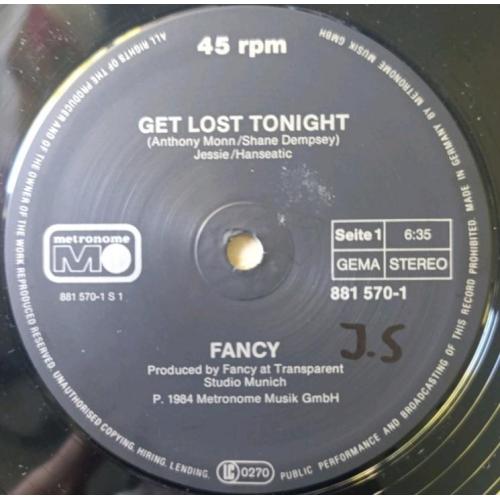 45 rpm
GET LOST TONIGHT
(Anthony Monn/Shane Dempsey)
Jessie/Hanseatic
metronome
M
881 570-1 S 1
Seite 1 6:35
GEMA STEREO
881 570-1
FANCY
J.S
Produced by Fancy at Transparent
Studio Munich
P. 1984 Metronome Musik GmbH
LC 0270
ALL RIGHTS OF THE PRODUCER AND OF THE OWNER OF THE WORK REPRODUCED RESERVED. UNAUTHORISED COPYING, HIRING, LENDING, PUBLIC PERFORMANCE AND BROADCASTING OF THIS RECORD PROHIBITED. MADE IN GERMANY BY METRONOME MUSIK GMBH